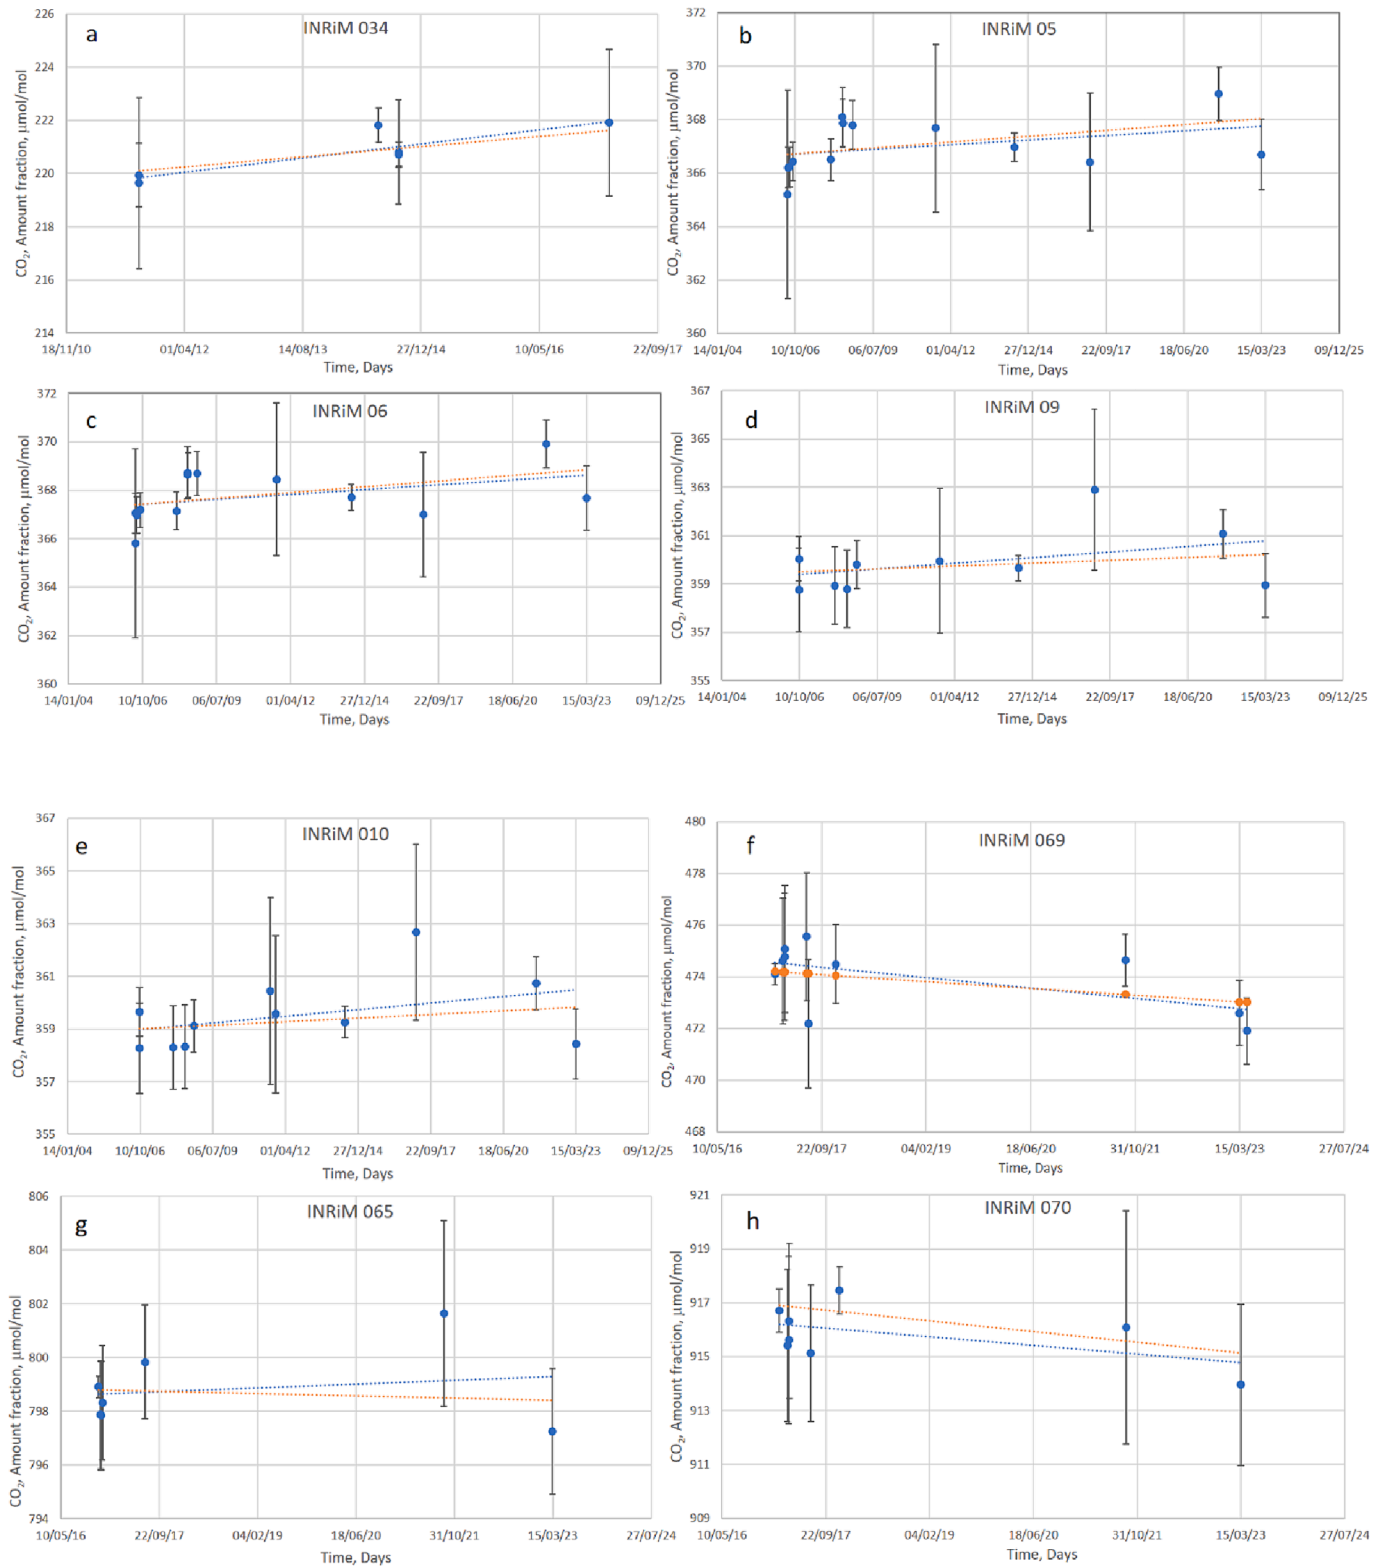 a
INRiM 034
CO2, Amount fraction, µmol/mol
226
224
222
220
218
216
214
18/11/10 01/04/12 14/08/13 27/12/14 10/05/16 22/09/17
Time, Days
b
INRiM 05
CO2, Amount fraction, µmol/mol
372
370
368
366
364
362
360
14/01/04 10/10/06 06/07/09 01/04/12 27/12/14 22/09/17 18/06/20 15/03/23 09/12/25
Time, Days
c
INRiM 06
CO2, Amount fraction, µmol/mol
372
370
368
366
364
362
360
14/01/04 10/10/06 06/07/09 01/04/12 27/12/14 22/09/17 18/06/20 15/03/23 09/12/25
Time, Days
d
INRiM 09
CO2, Amount fraction, µmol/mol
367
365
363
361
359
357
355
14/01/04 10/10/06 06/07/09 01/04/12 27/12/14 22/09/17 18/06/20 15/03/23 09/12/25
Time, Days
e
INRiM 010
CO2, Amount fraction, µmol/mol
367
365
363
361
359
357
355
14/01/04 10/10/06 06/07/09 01/04/12 27/12/14 22/09/17 18/06/20 15/03/23 09/12/25
Time, Days
f
INRiM 069
CO2, Amount fraction, µmol/mol
480
478
476
474
472
470
468
10/05/16 22/09/17 04/02/19 18/06/20 31/10/21 15/03/23 27/07/24
Time, Days
g
INRiM 065
CO2, Amount fraction, µmol/mol
806
804
802
800
798
796
794
10/05/16 22/09/17 04/02/19 18/06/20 31/10/21 15/03/23 27/07/24
Time, Days
h
INRiM 070
CO2, Amount fraction, µmol/mol
921
919
917
915
913
911
909
10/05/16 22/09/17 04/02/19 18/06/20 31/10/21 15/03/23 27/07/24
Time, Days